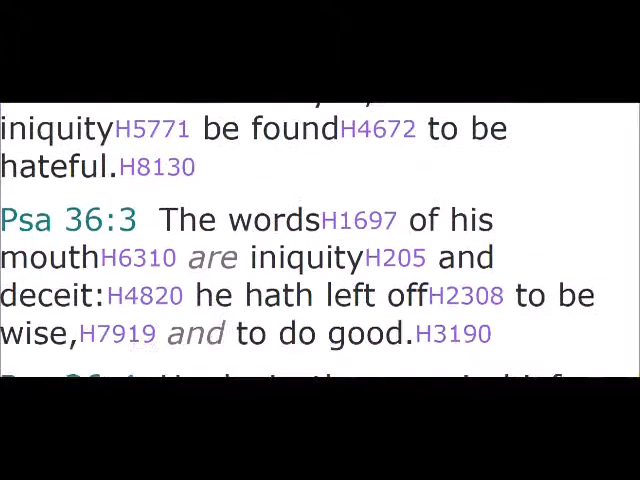 iniquityH5771 be foundH4672 to be
hateful.H8130
Psa 36:3 The wordsH1697 of his
mouthH6310 are iniquityH205 and
deceit:H4820 he hath left offH2308 to be
wise,H7919 and to do good.H3190